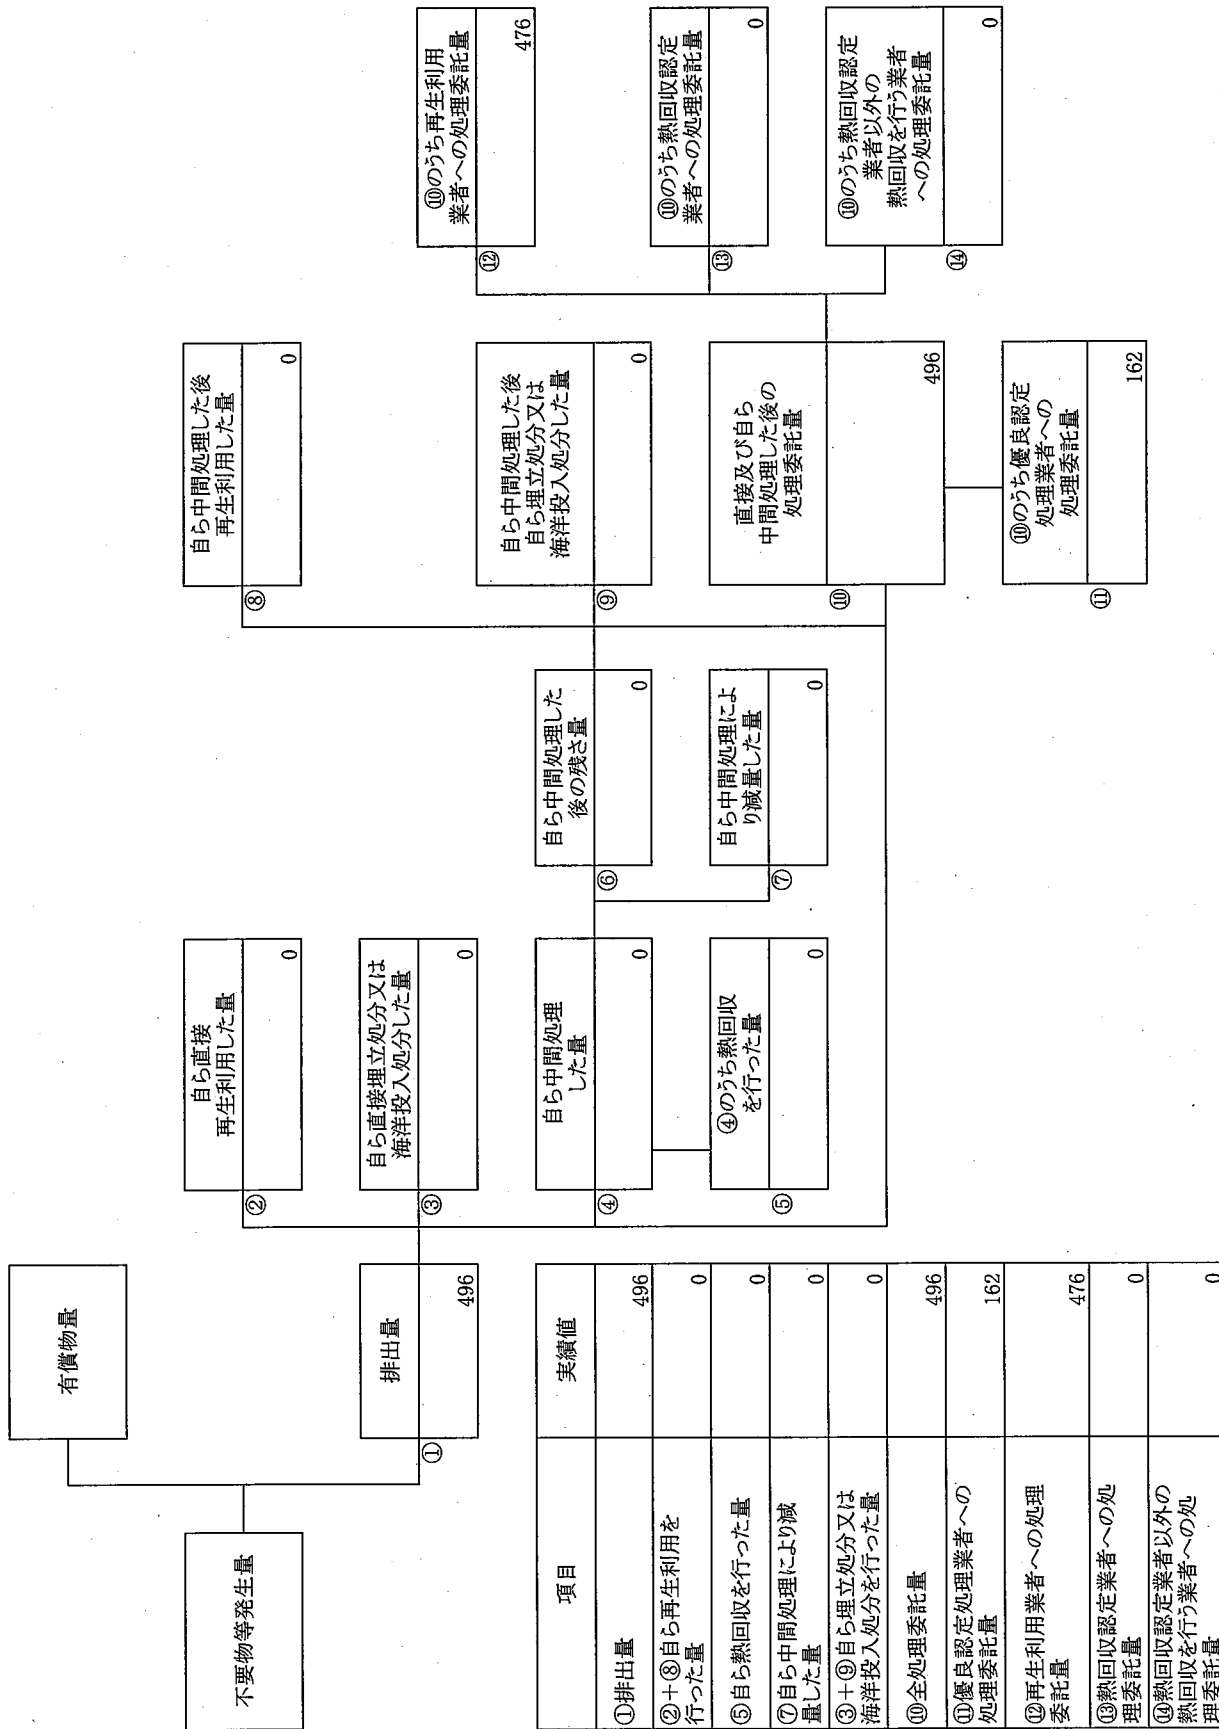 不要物等発生量
有償物量
排出量
①
496
自ら直接
再生利用した量
②
0
自ら直接埋立処分又は
海洋投入処分した量
③
0
自ら中間処理
した量
④
0
④のうち熱回収
を行った量
⑤
0
自ら中間処理した
後の残さ量
⑥
0
自ら中間処理によ
り減量した量
⑦
0
自ら中間処理した後
再生利用した量
⑧
0
自ら中間処理した後
自ら埋立処分又は
海洋投入処分した量
⑨
0
直接及び自ら
中間処理した後の
処理委託量
⑩
496
⑩のうち優良認定
処理業者への
処理委託量
⑪
162
⑩のうち再生利用
業者への処理委託量
⑫
476
⑩のうち熱回収認定
業者への処理委託量
⑬
0
⑩のうち熱回収認定
業者以外の
熱回収を行う業者
への処理委託量
⑭
0
項目 実績値
①排出量 496
②+⑧自ら再生利用を
行った量 0
⑤自ら熱回収を行った量 0
⑦自ら中間処理により減
量した量 0
③+⑨自ら埋立処分又は
海洋投入処分を行った量 0
⑩全処理委託量 496
⑪優良認定処理業者への
処理委託量 162
⑫再生利用業者への処理
委託量 476
⑬熱回収認定業者への処
理委託量 0
⑭熱回収認定業者以外の
熱回収を行う業者への処
理委託量 0